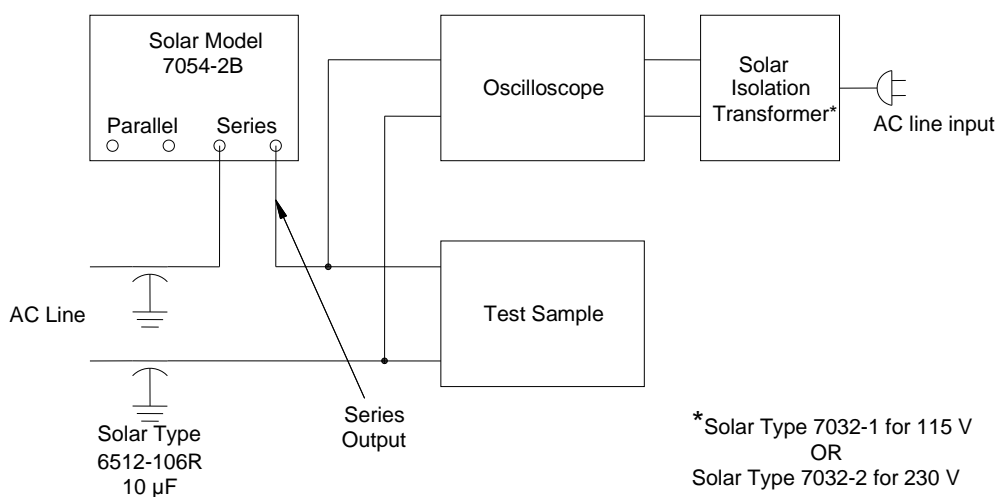 Solar Model
7054-2B
Parallel
Series
Oscilloscope
Solar
Isolation
Transformer*
AC line input
AC Line
Test Sample
Solar Type
6512-106R
10 µF
Series
Output
*Solar Type 7032-1 for 115 V
OR
Solar Type 7032-2 for 230 V